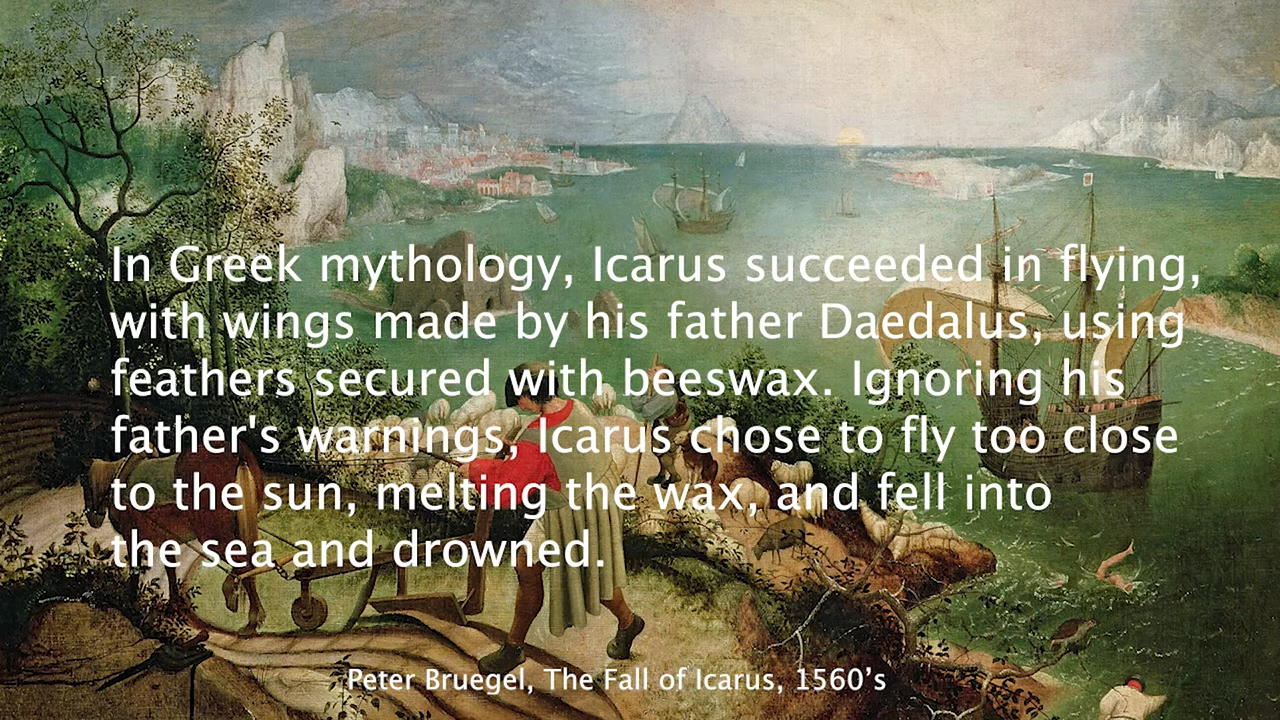 In Greek mythology, Icarus succeeded in flying,
with wings made by his father Daedalus, using
feathers secured with beeswax. Ignoring his
father's warnings, Icarus chose to fly too close
to the sun, melting the wax, and fell into
the sea and drowned.
Peter Bruegel, The Fall of Icarus, 1560’s